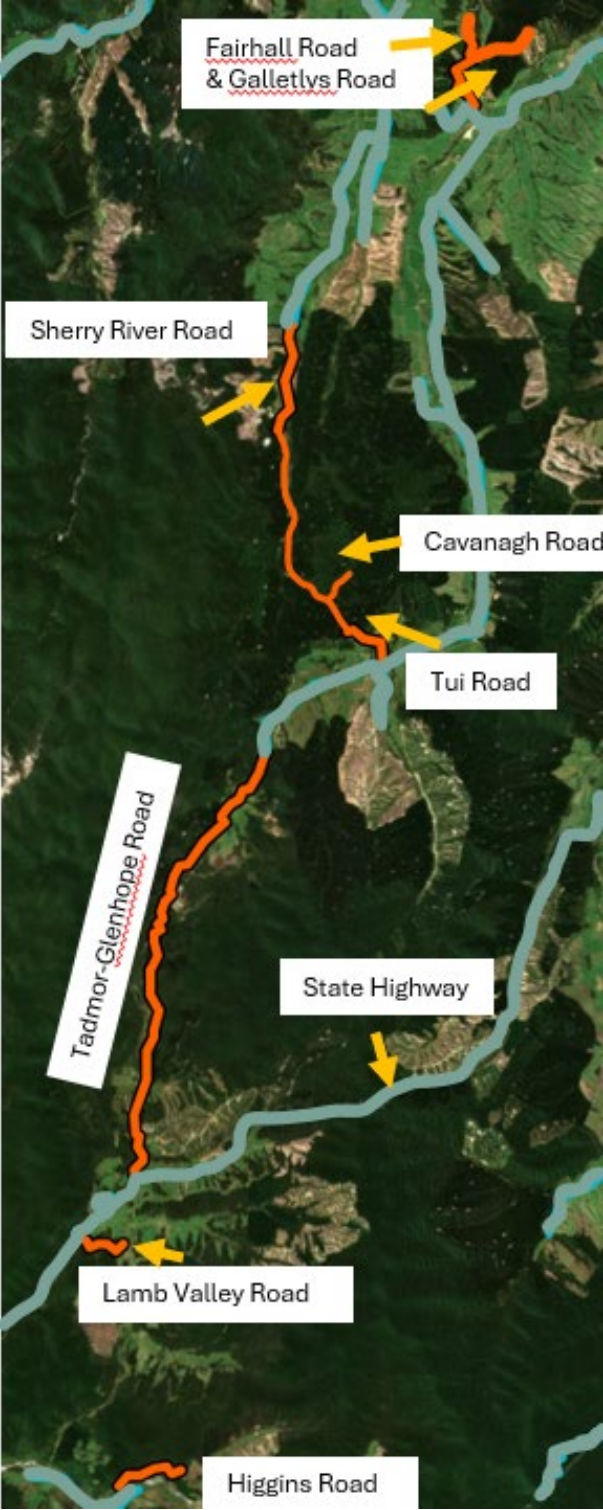 Fairhall Road
& Galletlys Road
Sherry River Road
Cavanagh Road
Tui Road
Tadmor-Glenhope Road
State Highway
Lamb Valley Road
Higgins Road